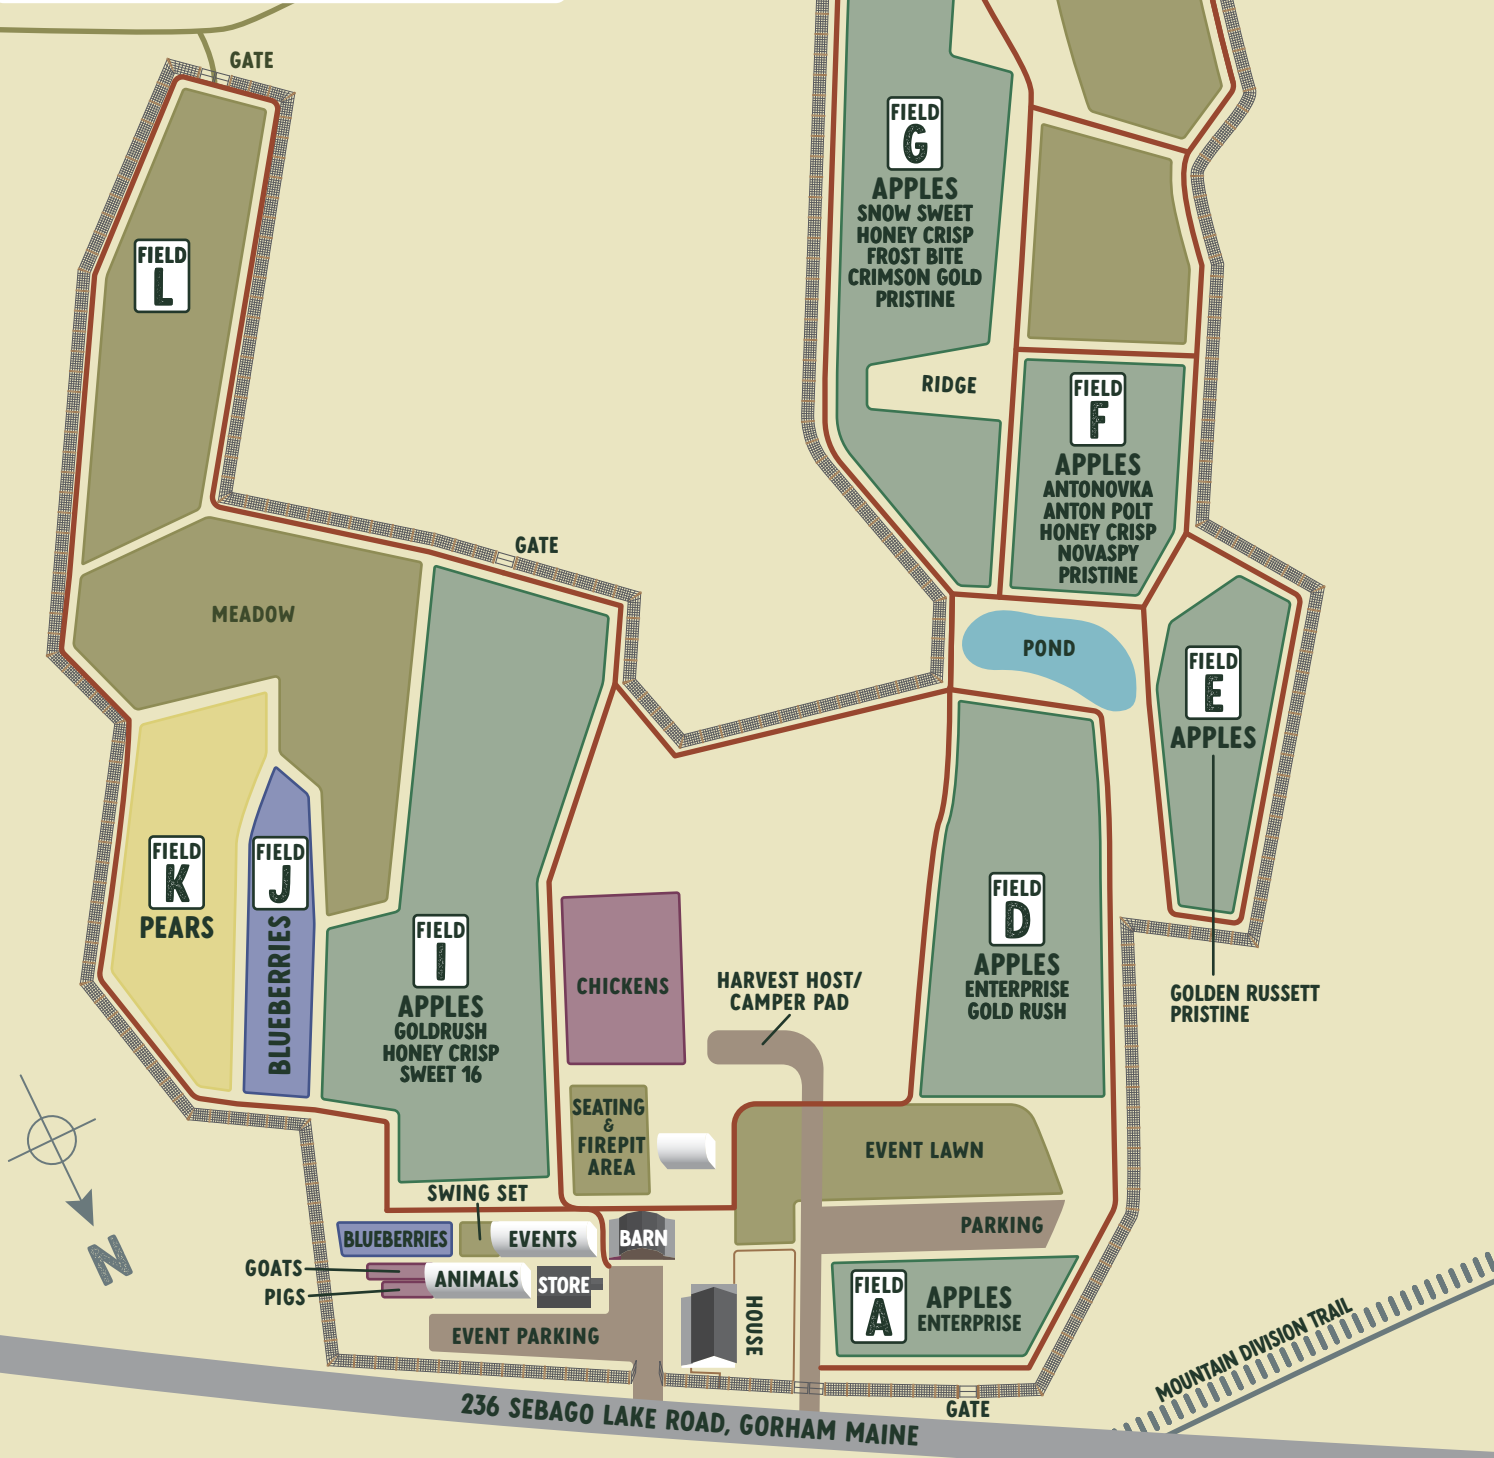 GATE
FIELD
G
APPLES
SNOW SWEET
HONEY CRISP
FROST BITE
CRIMSON GOLD
PRISTINE
FIELD
L
RIDGE
FIELD
F
APPLES
ANTONOVKA
ANTON POLT
HONEY CRISP
NOVASPY
PRISTINE
GATE
MEADOW
POND
FIELD
E
APPLES
GOLDEN RUSSETT
PRISTINE
FIELD
K
PEARS
FIELD
J
BLUEBERRIES
FIELD
I
APPLES
GOLDRUSH
HONEY CRISP
SWEET 16
CHICKENS
HARVEST HOST/
CAMPER PAD
FIELD
D
APPLES
ENTERPRISE
GOLD RUSH
SEATING
&
FIREPIT
AREA
EVENT LAWN
SWING SET
BLUEBERRIES
EVENTS
BARN
PARKING
GOATS
PIGS
ANIMALS
STORE
HOUSE
FIELD
A
APPLES
ENTERPRISE
EVENT PARKING
N
MOUNTAIN DIVISION TRAIL
GATE
236 SEBAGO LAKE ROAD, GORHAM MAINE